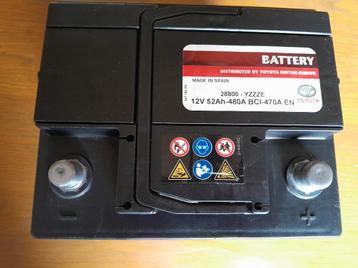 BATTERY
DISTRIBUTED BY TOYOTA MOTOR EUROPE
MADE IN SPAIN
28800 - YZZZE
12V 52Ah-480A BCI-470A EN
TOYOTA
- +